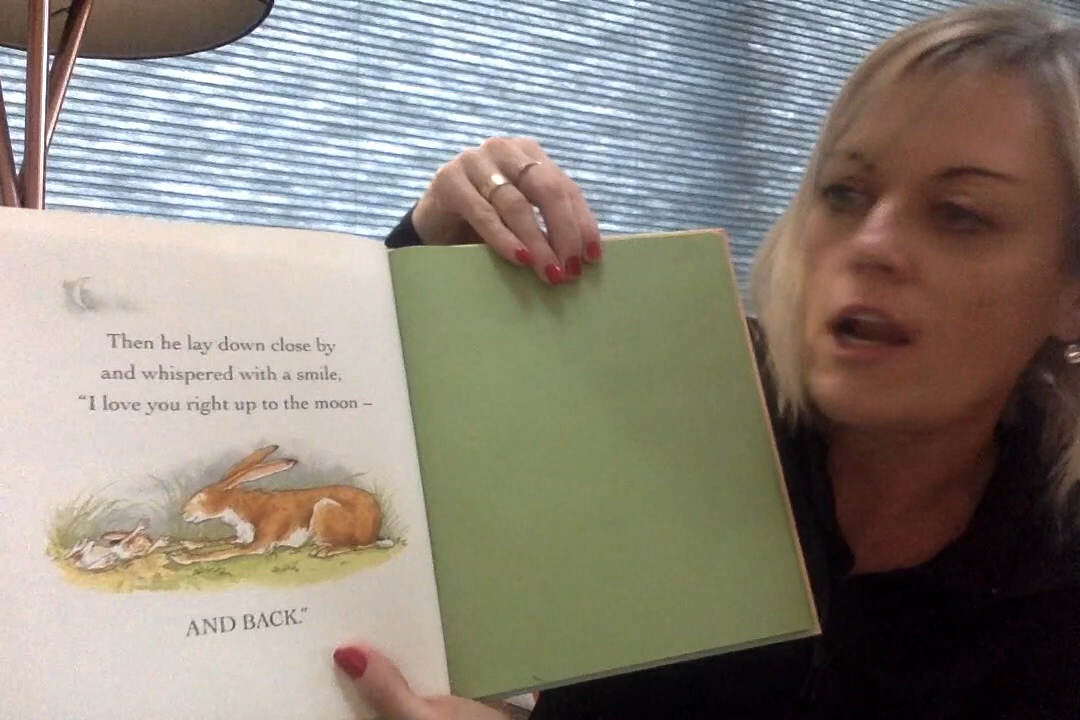 Then he lay down close by
and whispered with a smile,
“I love you right up to the moon –
AND BACK.”